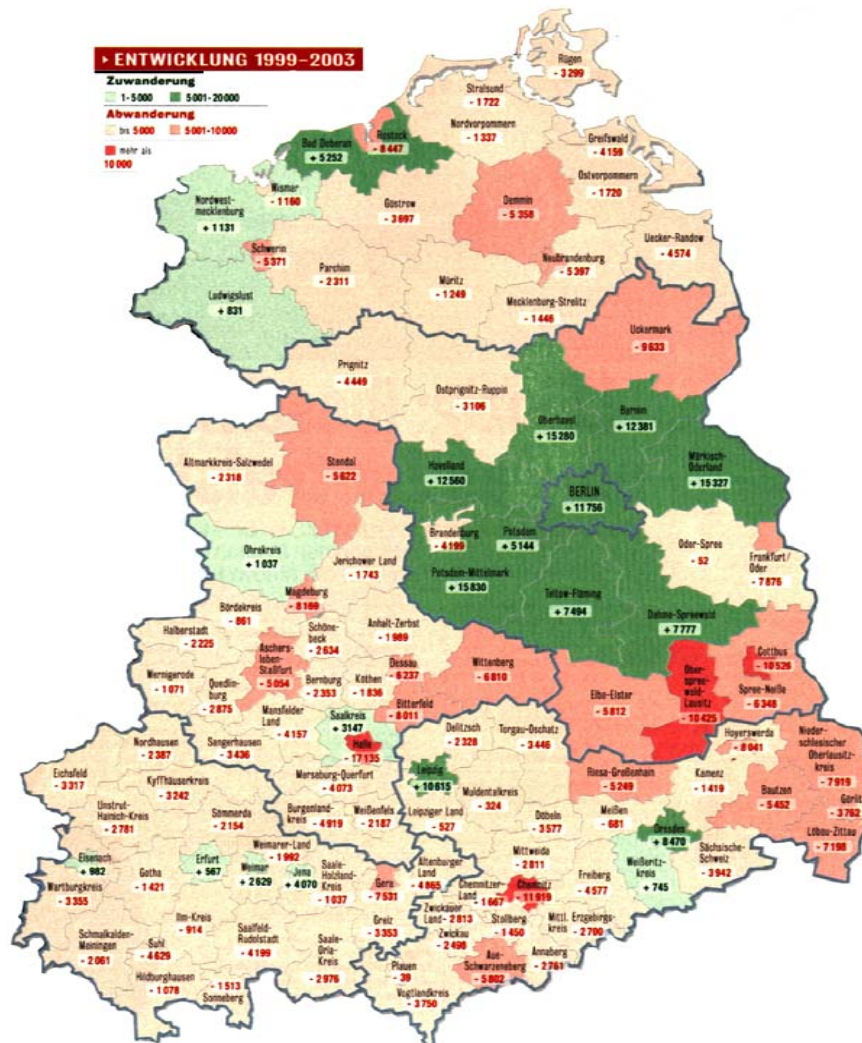 ▸ ENTWICKLUNG 1999–2003
Zuwanderung
1-5000 5001-20000
Abwanderung
bis 5000 5001-10000
mehr als
10000
Rügen
- 3 299
Stralsund
- 1 722
Nordvorpommern
- 1 337
Rostock
- 8 447
Bad Doberan
+ 5 252
Greifswald
- 4 159
Ostvorpommern
- 1 720
Wismar
- 1 160
Nordwest-
mecklenburg
+ 1 131
Güstrow
- 3 697
Demmin
- 5 358
Uecker-Randow
- 4 574
Schwerin
- 5 371
Parchim
- 2 311
Neubrandenburg
- 5 397
Müritz
- 1 249
Ludwigslust
+ 831
Mecklenburg-Strelitz
- 1 446
Uckermark
- 9 633
Prignitz
- 4 449
Ostprignitz-Ruppin
- 3 106
Oberhavel
+ 15 280
Barnim
+ 12 381
Altmarkkreis-Salzwedel
- 2 318
Stendal
- 5 622
Havelland
+ 12 560
Märkisch-
Oderland
+ 15 327
BERLIN
+ 11 756
Brandenburg
- 4 199
Potsdam
+ 5 144
Oder-Spree
- 52
Frankfurt/
Oder
- 7 876
Ohrekreis
+ 1 037
Jerichower Land
- 1 743
Potsdam-Mittelmark
+ 15 830
Teltow-Fläming
+ 7 494
Magdeburg
- 8 169
Bördekreis
- 861
Dahme-Spreewald
+ 7 777
Halberstadt
- 2 225
Schöne-
beck
- 2 634
Anhalt-Zerbst
- 1 989
Aschers-
leben-
Staßfurt
- 5 054
Wernigerode
- 1 071
Quedlin-
burg
- 2 875
Bernburg
- 2 353
Köthen
- 1 836
Dessau
- 6 237
Wittenberg
- 6 810
Cottbus
- 10 526
Ober-
spree-
wald-
Lausitz
- 10 425
Spree-Neiße
- 6 348
Elbe-Elster
- 5 812
Bitterfeld
- 8 011
Mansfelder
Land
- 4 157
Saalkreis
+ 3147
Halle
- 17 135
Sangerhausen
- 3 436
Delitzsch
- 2 328
Torgau-Oschatz
- 3 446
Hoyerswerda
- 8 041
Nieder-
schlesischer
Oberlausitz-
kreis
- 7 919
Nordhausen
- 2 387
Eichsfeld
- 3 317
Kyffhäuserkreis
- 3 242
Merseburg-Querfurt
- 4 073
Leipzig
+ 10 615
Muldentalkreis
- 324
Riesa-Großenhain
- 5 249
Kamenz
- 1 419
Bautzen
- 5 452
Görlitz
- 3 762
Löbau-Zittau
- 7 198
Unstrut-
Hainich-Kreis
- 2 781
Sömmerda
- 2 154
Burgenland-
kreis
- 4 919
Weißenfels
- 2 187
Leipziger Land
- 527
Döbeln
- 3 577
Meißen
- 681
Dresden
+ 8 470
Eisenach
+ 982
Erfurt
+ 567
Weimarer-Land
- 1 992
Weimar
+ 2 629
Jena
+ 4 070
Saale-
Holzland-
Kreis
- 1 037
Gera
- 7 531
Altenburger
Land
- 4 865
Mittweida
- 2 811
Weißeritz-
kreis
+ 745
Sächsische-
Schweiz
- 3 942
Freiberg
- 4 577
Wartburgkreis
- 3 355
Gotha
- 1 421
Chemnitzer-
Land
- 1 667
Chemnitz
- 11 919
Ilm-Kreis
- 914
Greiz
- 3 353
Zwickauer
Land - 2 813
Stollberg
- 1 450
Mittl. Erzgebirgs-
kreis - 2 700
Schmalkalden-
Meiningen
- 2 061
Suhl
- 4 629
Saalfeld-
Rudolstadt
- 4 199
Saale-
Orla-
Kreis
- 2 976
Zwickau
- 2 498
Annaberg
- 2 761
Aue-
Schwarzenberg
- 5 802
Plauen
- 39
Hildburghausen
- 1 078
- 1 513
Sonneberg
Vogtlandkreis
- 3 750